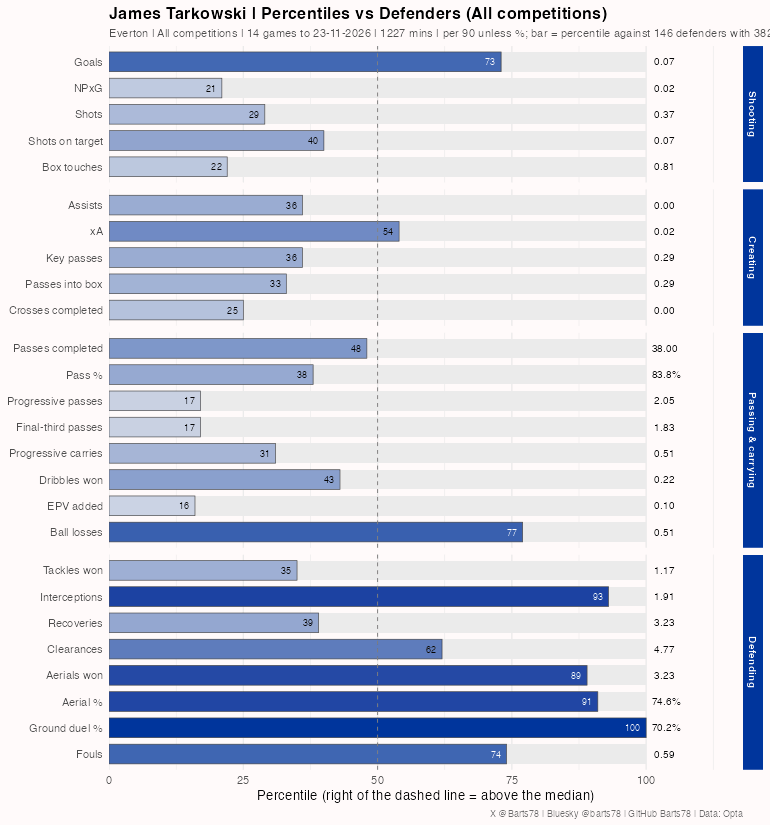 James Tarkowski | Percentiles vs Defenders (All competitions)
Everton | All competitions | 14 games to 23-11-2026 | 1227 mins | per 90 unless %; bar = percentile against 146 defenders with 382
Goals 73 0.07
NPxG 21 0.02
Shots 29 0.37
Shots on target 40 0.07
Box touches 22 0.81
Shooting
Assists 36 0.00
xA 54 0.02
Key passes 36 0.29
Passes into box 33 0.29
Crosses completed 25 0.00
Creating
Passes completed 48 38.00
Pass % 38 83.8%
Progressive passes 17 2.05
Final-third passes 17 1.83
Progressive carries 31 0.51
Dribbles won 43 0.22
EPV added 16 0.10
Ball losses 77 0.51
Passing & carrying
Tackles won 35 1.17
Interceptions 93 1.91
Recoveries 39 3.23
Clearances 62 4.77
Aerials won 89 3.23
Aerial % 91 74.6%
Ground duel % 100 70.2%
Fouls 74 0.59
Defending
0 25 50 75 100
Percentile (right of the dashed line = above the median)
X @Barts78 | Bluesky @barts78 | GitHub Barts78 | Data: Opta